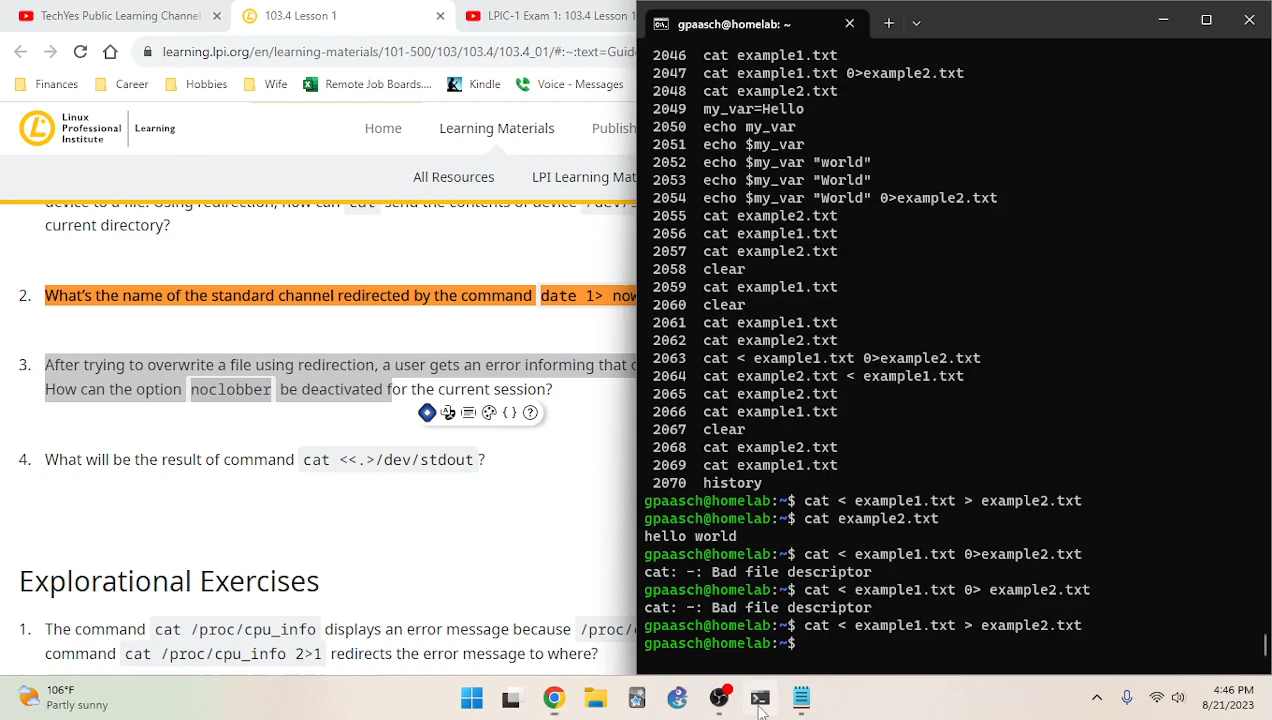 TechYes Public Learning Channel
103.4 Lesson 1
LPIC-1 Exam 1: 103.4 Lesson 1
learning.lpi.org/en/learning-materials/101-500/103/103.4/103.4_01/#:~:text=Guide
Finances
Career
Hobbies
Wife
Remote Job Boards....
Kindle
Voice - Messages
Linux
Professional
Institute
Learning
Home
Learning Materials
Publish
All Resources
LPI Learning Mat
device to a file. Using redirection, how can cat send the contents of device /dev/s
current directory?
2. What's the name of the standard channel redirected by the command date 1> now
3. After trying to overwrite a file using redirection, a user gets an error informing that o
How can the option noclobber be deactivated for the current session?
4. What will be the result of command cat <<.>/dev/stdout ?
Explorational Exercises
1. The command cat /proc/cpu_info displays an error message because /proc/c
command cat /proc/cpu_info 2>1 redirects the error message to where?
gpaasch@homelab: ~
2046 cat example1.txt
2047 cat example1.txt 0>example2.txt
2048 cat example2.txt
2049 my_var=Hello
2050 echo my_var
2051 echo $my_var
2052 echo $my_var "world"
2053 echo $my_var "World"
2054 echo $my_var "World" 0>example2.txt
2055 cat example2.txt
2056 cat example1.txt
2057 cat example2.txt
2058 clear
2059 cat example1.txt
2060 clear
2061 cat example1.txt
2062 cat example2.txt
2063 cat < example1.txt 0>example2.txt
2064 cat example2.txt < example1.txt
2065 cat example2.txt
2066 cat example1.txt
2067 clear
2068 cat example2.txt
2069 cat example1.txt
2070 history
gpaasch@homelab:~$ cat < example1.txt > example2.txt
gpaasch@homelab:~$ cat example2.txt
hello world
gpaasch@homelab:~$ cat < example1.txt 0>example2.txt
cat: -: Bad file descriptor
gpaasch@homelab:~$ cat < example1.txt 0> example2.txt
cat: -: Bad file descriptor
gpaasch@homelab:~$ cat < example1.txt > example2.txt
gpaasch@homelab:~$
106°F
Partly sunny
4:46 PM
8/21/2023